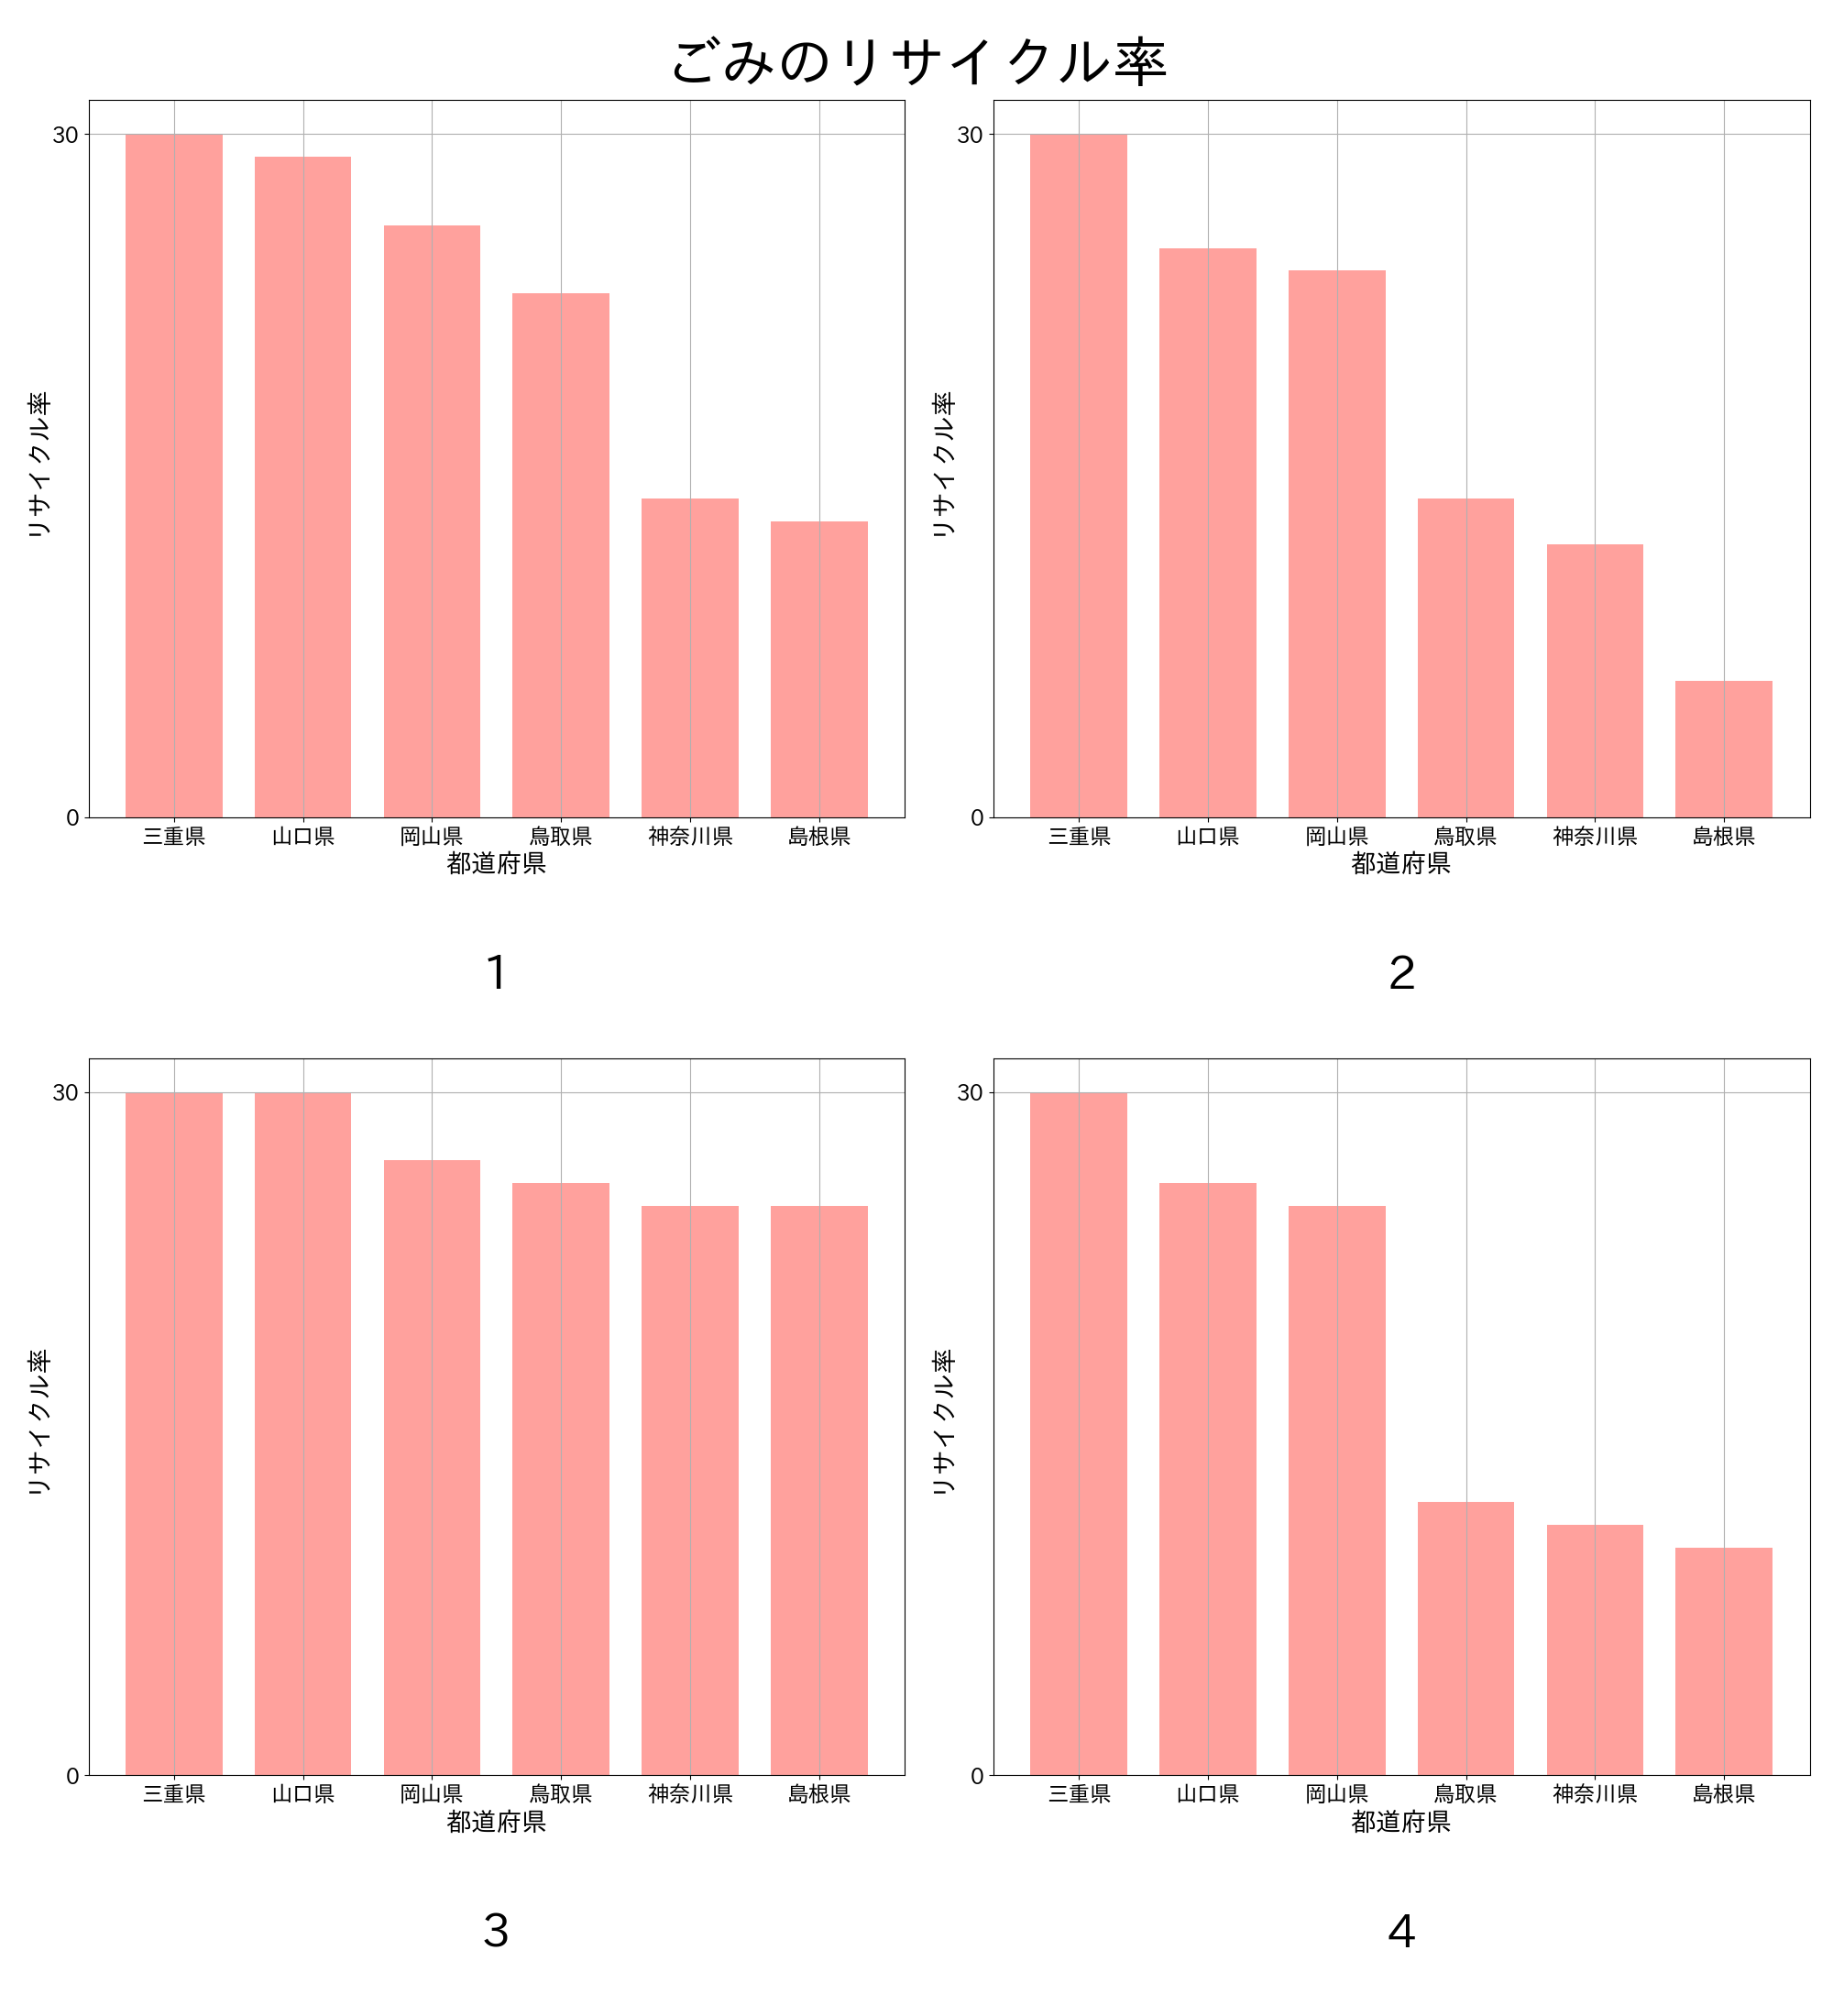 ごみのリサイクル率
30
0
リサイクル率
三重県 山口県 岡山県 鳥取県 神奈川県 島根県
都道府県
1
30
0
リサイクル率
三重県 山口県 岡山県 鳥取県 神奈川県 島根県
都道府県
2
30
0
リサイクル率
三重県 山口県 岡山県 鳥取県 神奈川県 島根県
都道府県
3
30
0
リサイクル率
三重県 山口県 岡山県 鳥取県 神奈川県 島根県
都道府県
4